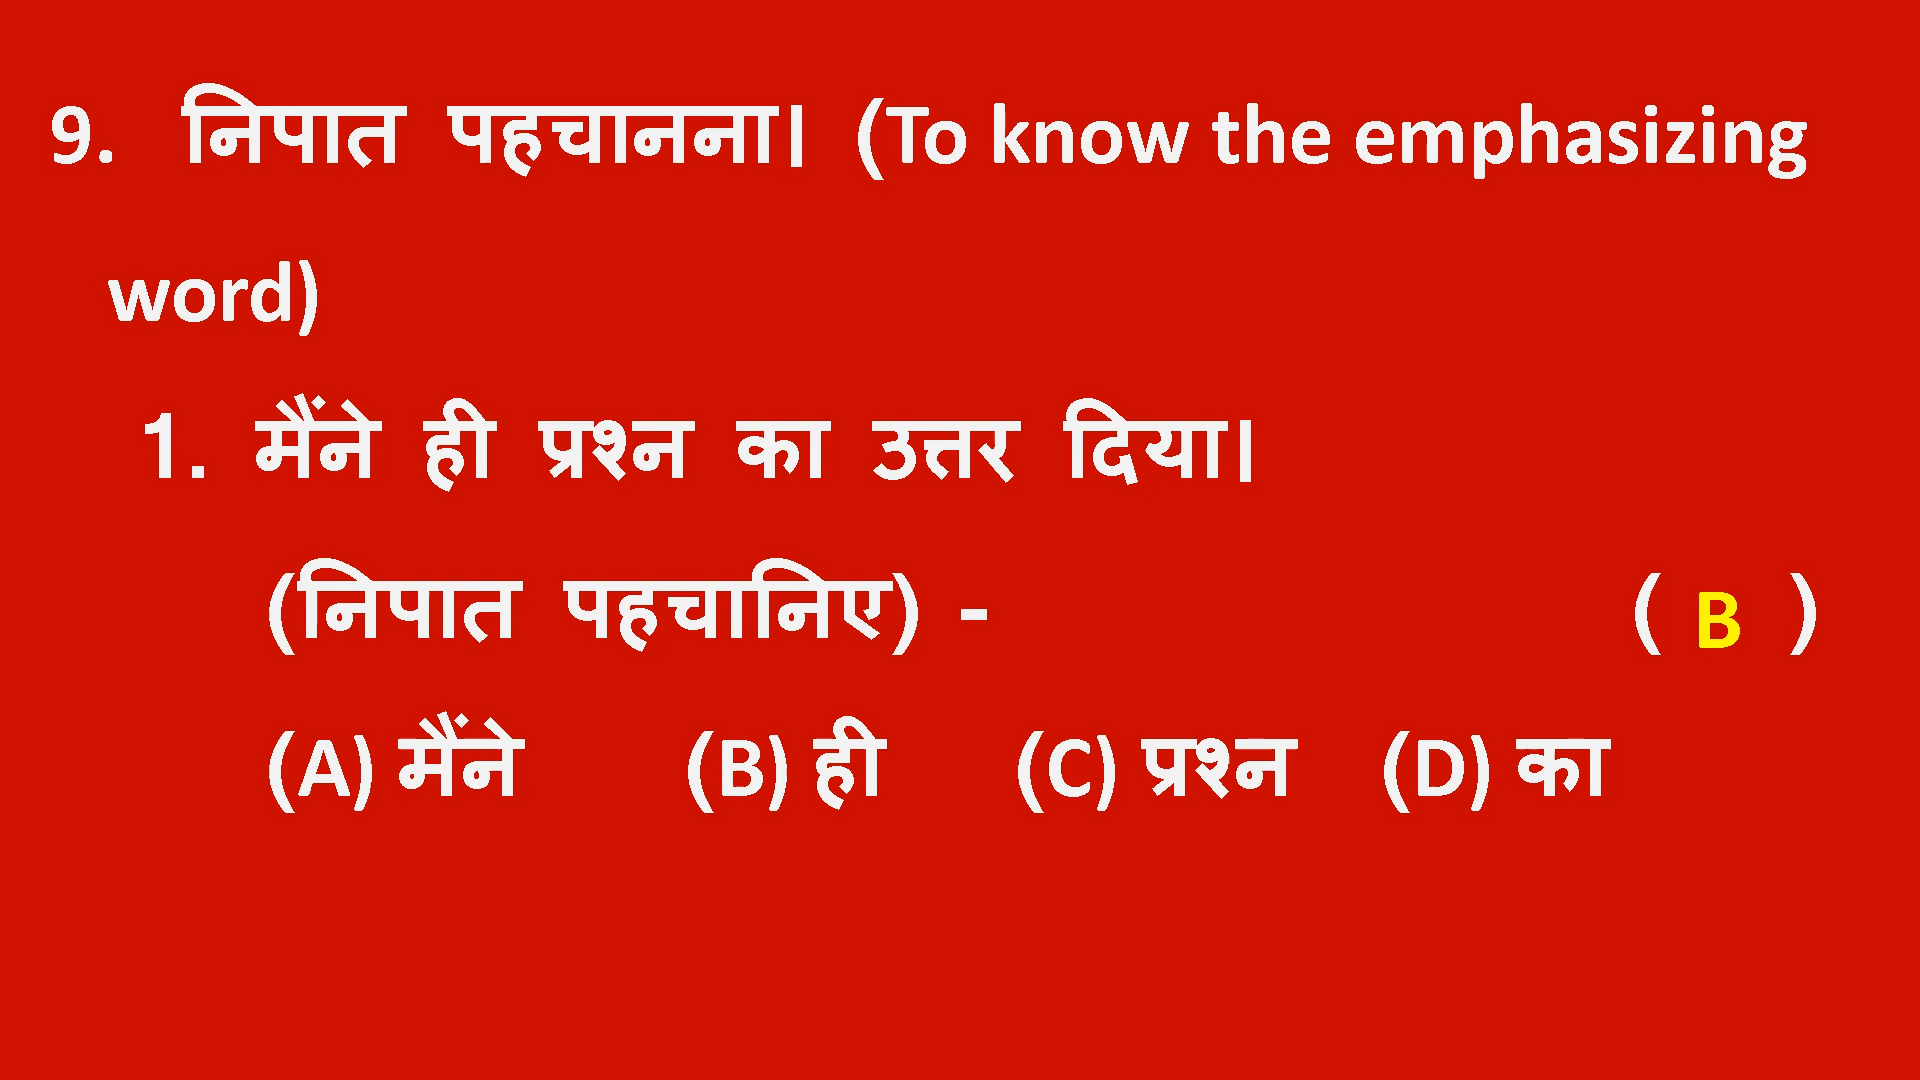 9. निपात पहचानना। (To know the emphasizing
word)
1. मैंने ही प्रश्न का उत्तर दिया।
(निपात पहचानिए) - ( B )
(A) मैंने (B) ही (C) प्रश्न (D) का